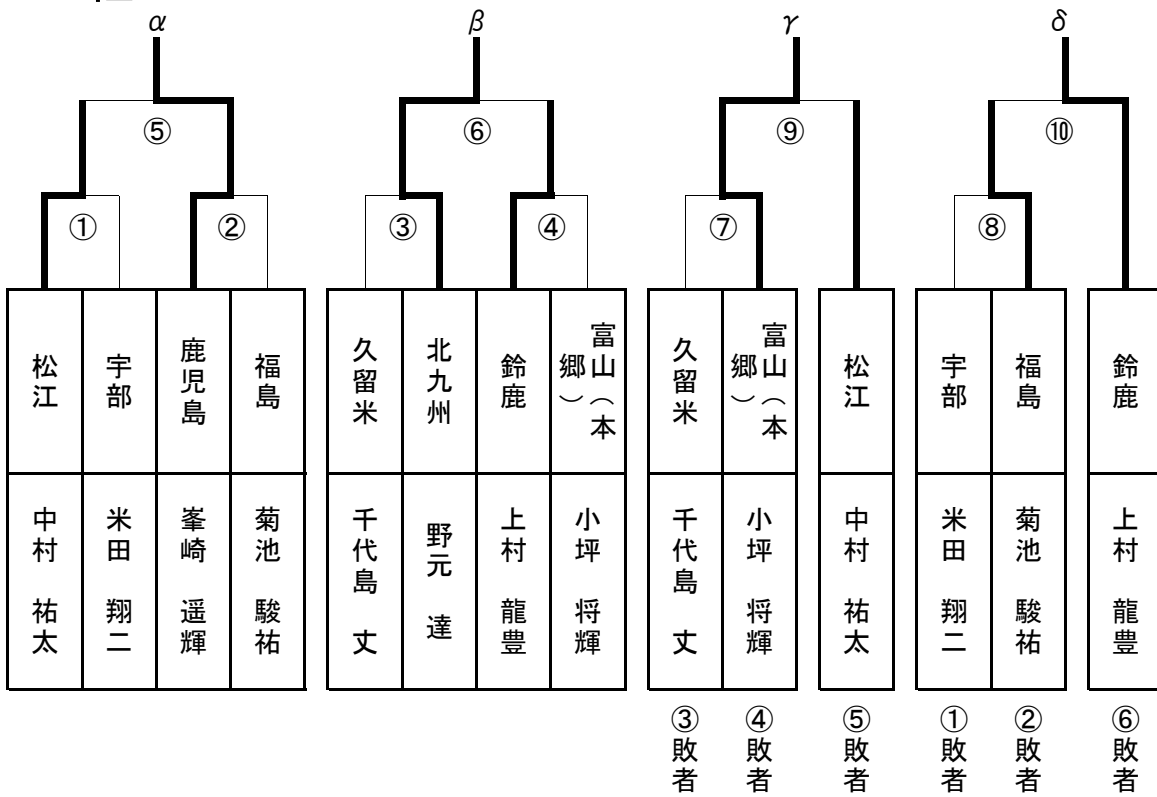 α
β
γ
δ
⑤
⑥
⑨
⑩
①
②
③
④
⑦
⑧
松江
宇部
鹿児島
福島
久留米
北九州
鈴鹿
富山(本郷)
久留米
富山(本郷)
松江
宇部
福島
鈴鹿
中村 祐太
米田 翔二
峯崎 遥輝
菊池 駿祐
千代島 丈
野元 達
上村 龍豊
小坪 将輝
千代島 丈
小坪 将輝
中村 祐太
米田 翔二
菊池 駿祐
上村 龍豊
③敗者
④敗者
⑤敗者
①敗者
②敗者
⑥敗者